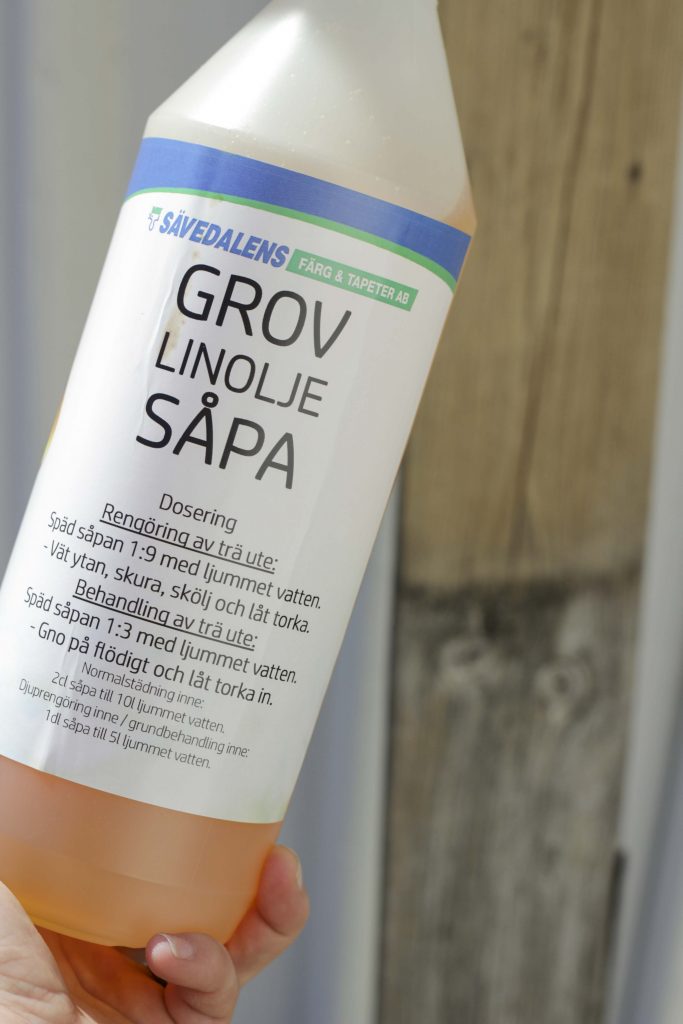 SÄVEDALENS
FÄRG & TAPETER AB
GROV
LINOLJE
SÅPA
Dosering
Rengöring av trä ute:
Späd såpan 1:9 med ljummet vatten.
- Vät ytan, skura, skölj och låt torka.
Behandling av trä ute:
Späd såpan 1:3 med ljummet vatten.
- Gno på flödigt och låt torka in.
Normalstädning inne:
2cl såpa till 10l ljummet vatten.
Djuprengöring inne / grundbehandling inne:
1dl såpa till 5l ljummet vatten.